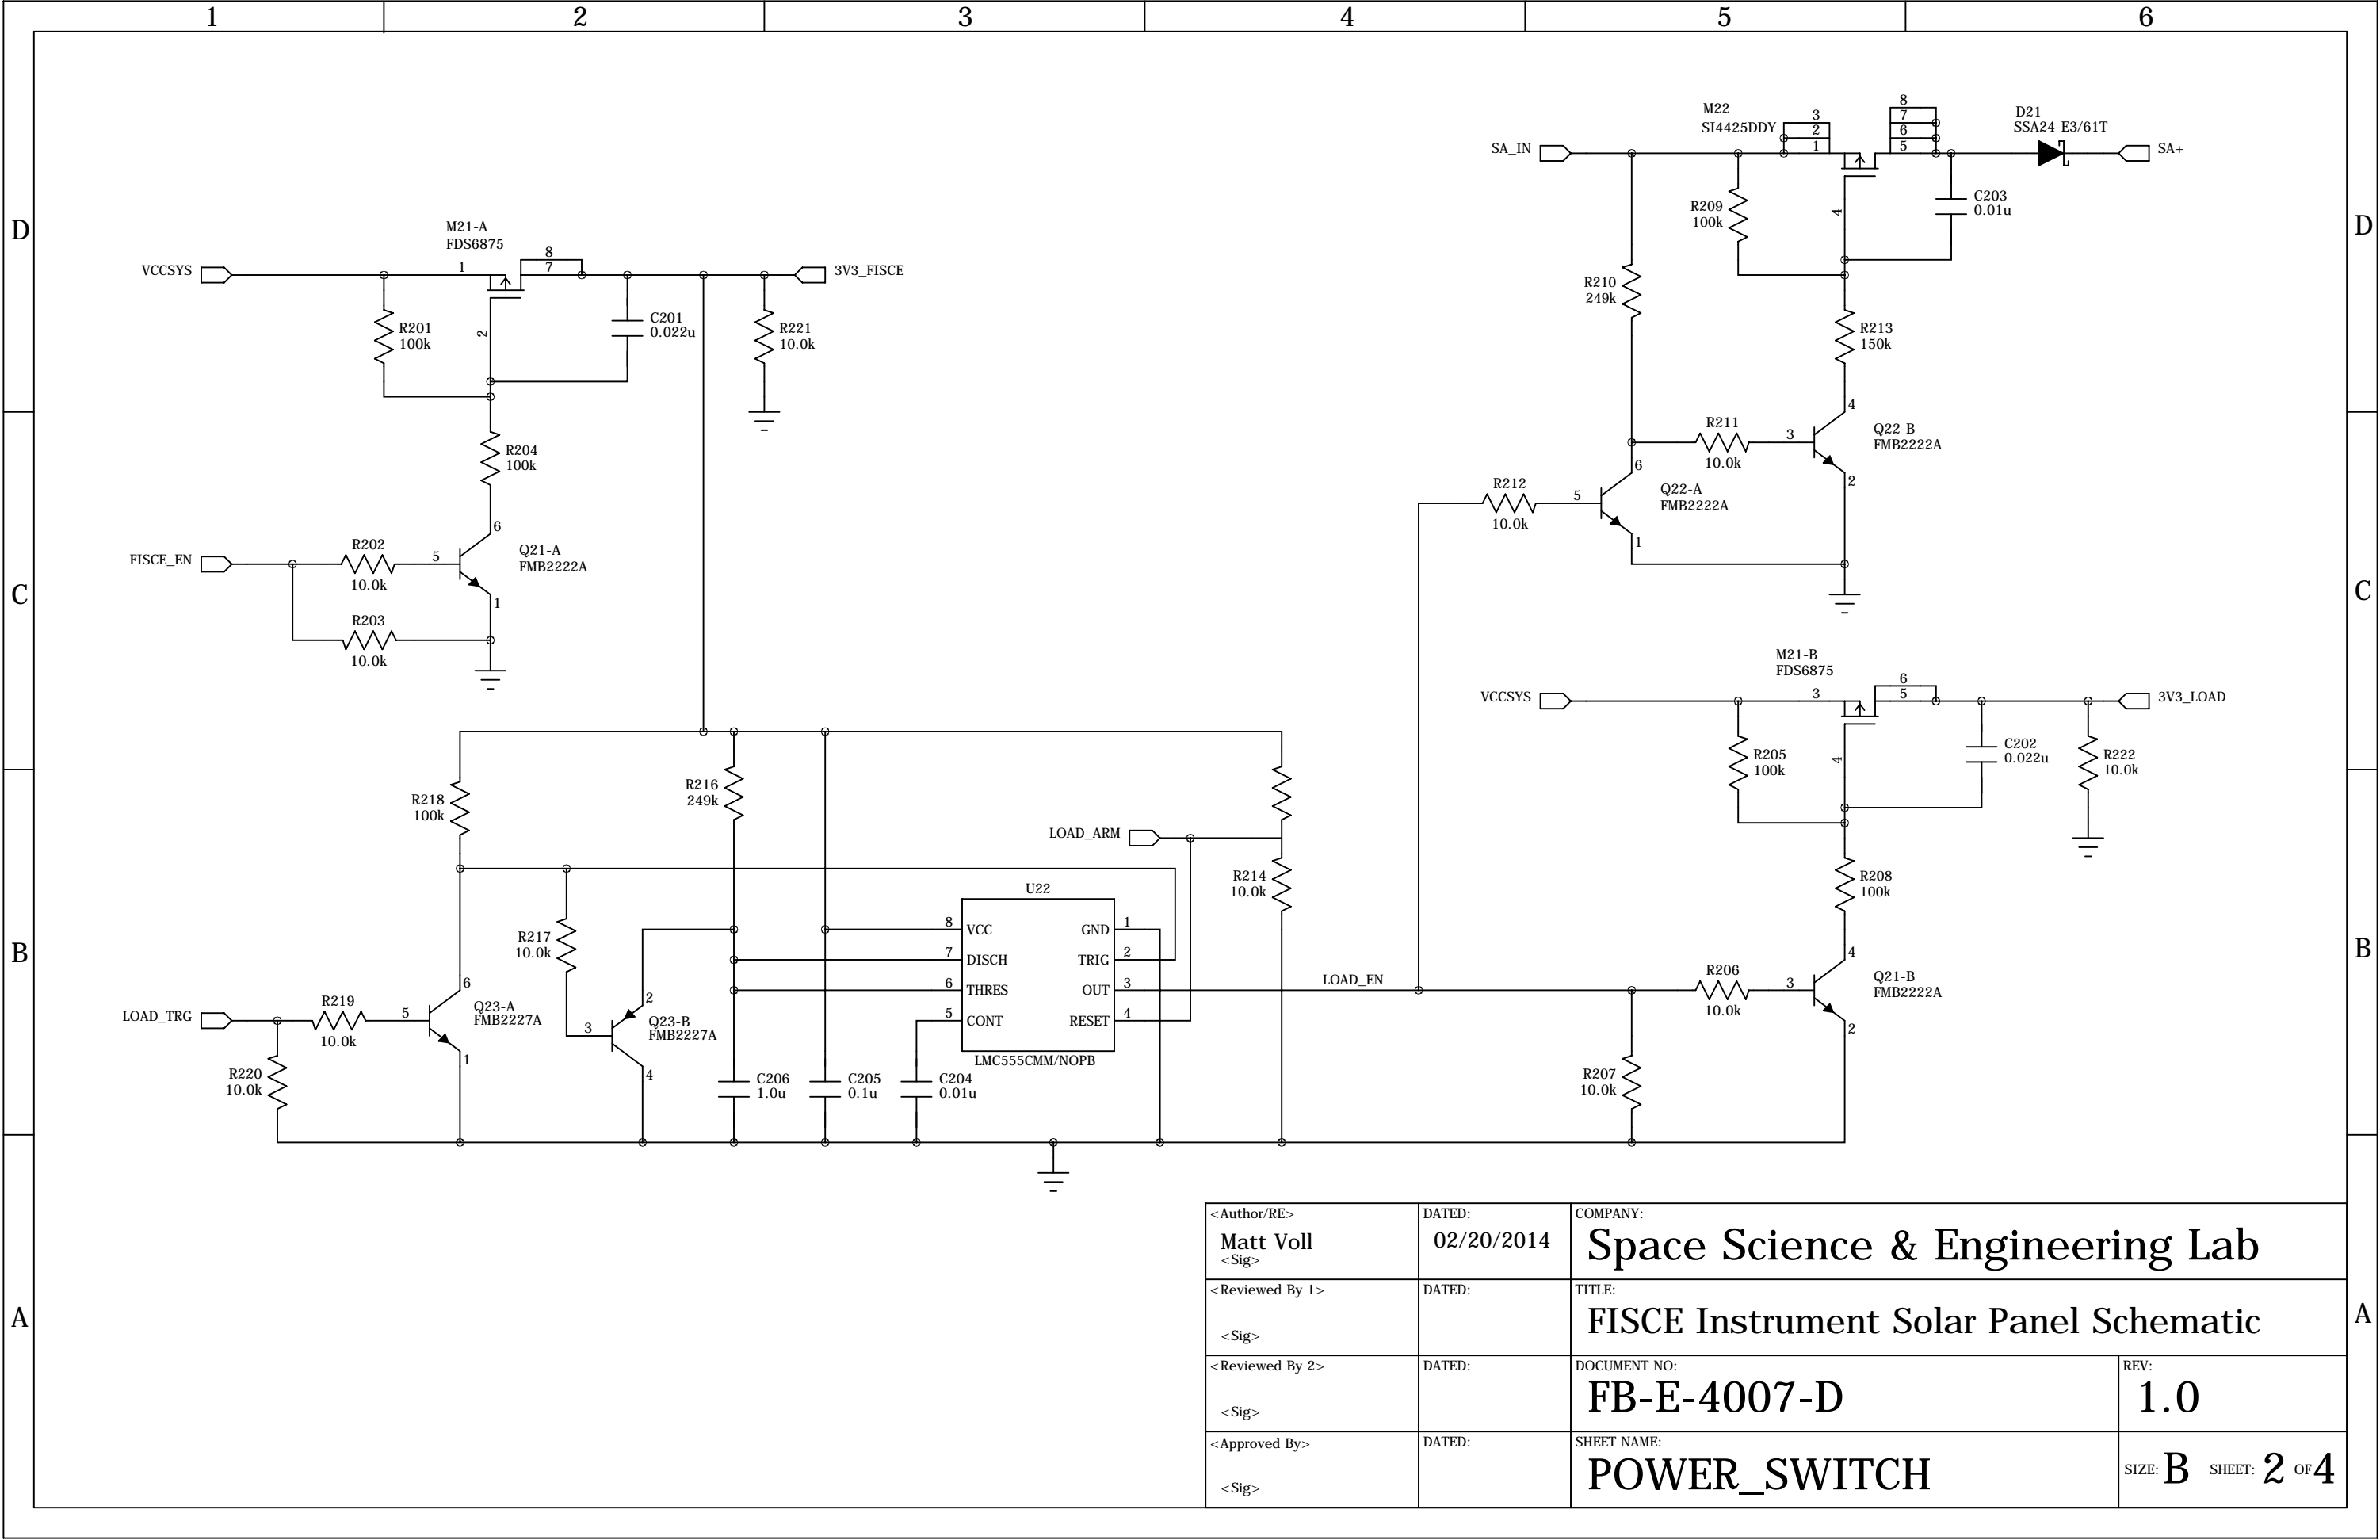 1 2 3 4 5 6
D
C
B
A
D
C
B
A
M21-A
FDS6875
VCCSYS
1
8
7
2
3V3_FISCE
R201
100k
C201
0.022u
R221
10.0k
R204
100k
FISCE_EN
R202
10.0k
5
6
1
Q21-A
FMB2222A
R203
10.0k
M22
SI4425DDY
SA_IN
3
2
1
8
7
6
5
4
D21
SSA24-E3/61T
SA+
R209
100k
C203
0.01u
R210
249k
R213
150k
R211
10.0k
3
4
2
Q22-B
FMB2222A
R212
10.0k
5
6
1
Q22-A
FMB2222A
M21-B
FDS6875
VCCSYS
3
6
5
4
3V3_LOAD
R205
100k
C202
0.022u
R222
10.0k
R208
100k
R218
100k
R216
249k
LOAD_ARM
R214
10.0k
U22
8 VCC GND 1
7 DISCH TRIG 2
6 THRES OUT 3
5 CONT RESET 4
LMC555CMM/NOPB
LOAD_EN
R217
10.0k
LOAD_TRG
R219
10.0k
5
6
1
Q23-A
FMB2227A
3
2
4
Q23-B
FMB2227A
R220
10.0k
C206
1.0u
C205
0.1u
C204
0.01u
R206
10.0k
3
4
2
Q21-B
FMB2222A
R207
10.0k
<Author/RE>
Matt Voll
<Sig>
DATED:
02/20/2014
COMPANY:
Space Science & Engineering Lab
<Reviewed By 1>
<Sig>
DATED:
TITLE:
FISCE Instrument Solar Panel Schematic
<Reviewed By 2>
<Sig>
DATED:
DOCUMENT NO:
FB-E-4007-D
REV:
1.0
<Approved By>
<Sig>
DATED:
SHEET NAME:
POWER_SWITCH
SIZE: B SHEET: 2 OF 4